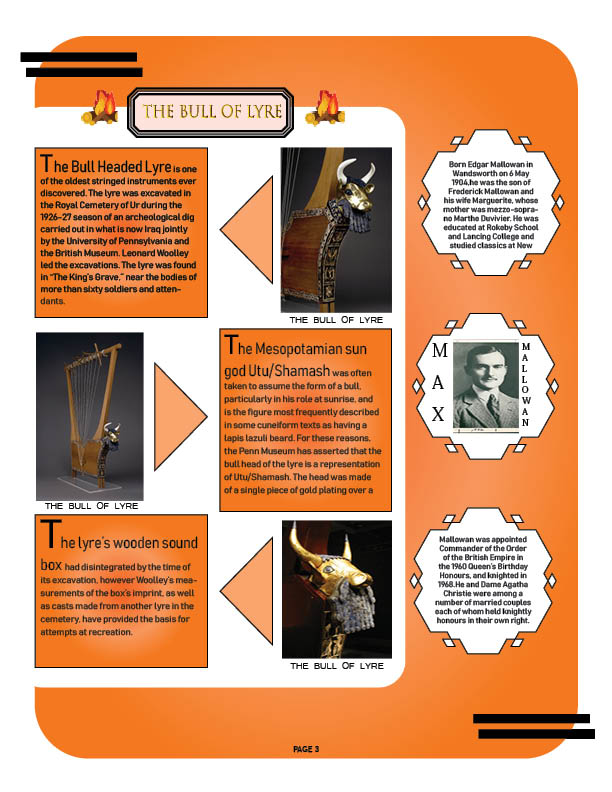 THE BULL OF LYRE
The Bull Headed Lyre is one
of the oldest stringed instruments ever
discovered. The lyre was excavated in
the Royal Cemetery of Ur during the
1926-27 season of an archeological dig
carried out in what is now Iraq jointly
by the University of Pennsylvania and
the British Museum. Leonard Woolley
led the excavations. The lyre was found
in “The King’s Grave,” near the bodies of
more than sixty soldiers and atten-
dants.
THE BULL OF LYRE
THE BULL OF LYRE
The Mesopotamian sun
god Utu/Shamash was often
taken to assume the form of a bull,
particularly in his role at sunrise, and
is the figure most frequently described
in some cuneiform texts as having a
lapis lazuli beard. For these reasons,
the Penn Museum has asserted that the
bull head of the lyre is a representation
of Utu/Shamash. The head was made
of a single piece of gold plating over a
The lyre’s wooden sound
box had disintegrated by the time of
its excavation, however Woolley’s mea-
surements of the box’s imprint, as well
as casts made from another lyre in the
cemetery, have provided the basis for
attempts at recreation.
THE BULL OF LYRE
Born Edgar Mallowan in
Wandsworth on 6 May
1904,he was the son of
Frederick Mallowan and
his wife Marguerite, whose
mother was mezzo-sopra-
no Marthe Duvivier. He was
educated at Rokeby School
and Lancing College and
studied classics at New
MAX
MALLOWAN
Mallowan was appointed
Commander of the Order
of the British Empire in
the 1960 Queen’s Birthday
Honours, and knighted in
1968.He and Dame Agatha
Christie were among a
number of married couples
each of whom held knightly
honours in their own right.
PAGE 3